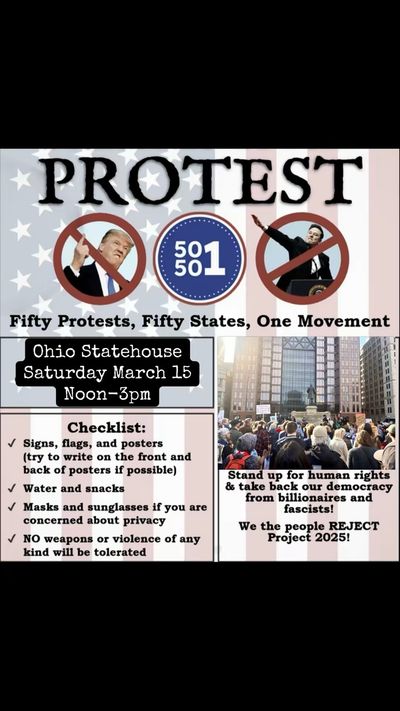 PROTEST
50
501
Fifty Protests, Fifty States, One Movement
Ohio Statehouse
Saturday March 15
Noon-3pm
Checklist:
✓ Signs, flags, and posters
(try to write on the front and
back of posters if possible)
✓ Water and snacks
✓ Masks and sunglasses if you are
concerned about privacy
✓ NO weapons or violence of any
kind will be tolerated
Stand up for human rights
& take back our democracy
from billionaires and
fascists!
We the people REJECT
Project 2025!